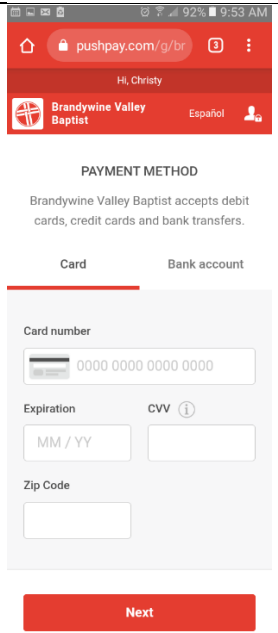 92% 9:53 AM
pushpay.com/g/br 3
Hi, Christy
Brandywine Valley
Baptist
Español
PAYMENT METHOD
Brandywine Valley Baptist accepts debit
cards, credit cards and bank transfers.
Card Bank account
Card number
0000 0000 0000 0000
Expiration CVV i
MM / YY
Zip Code
Next